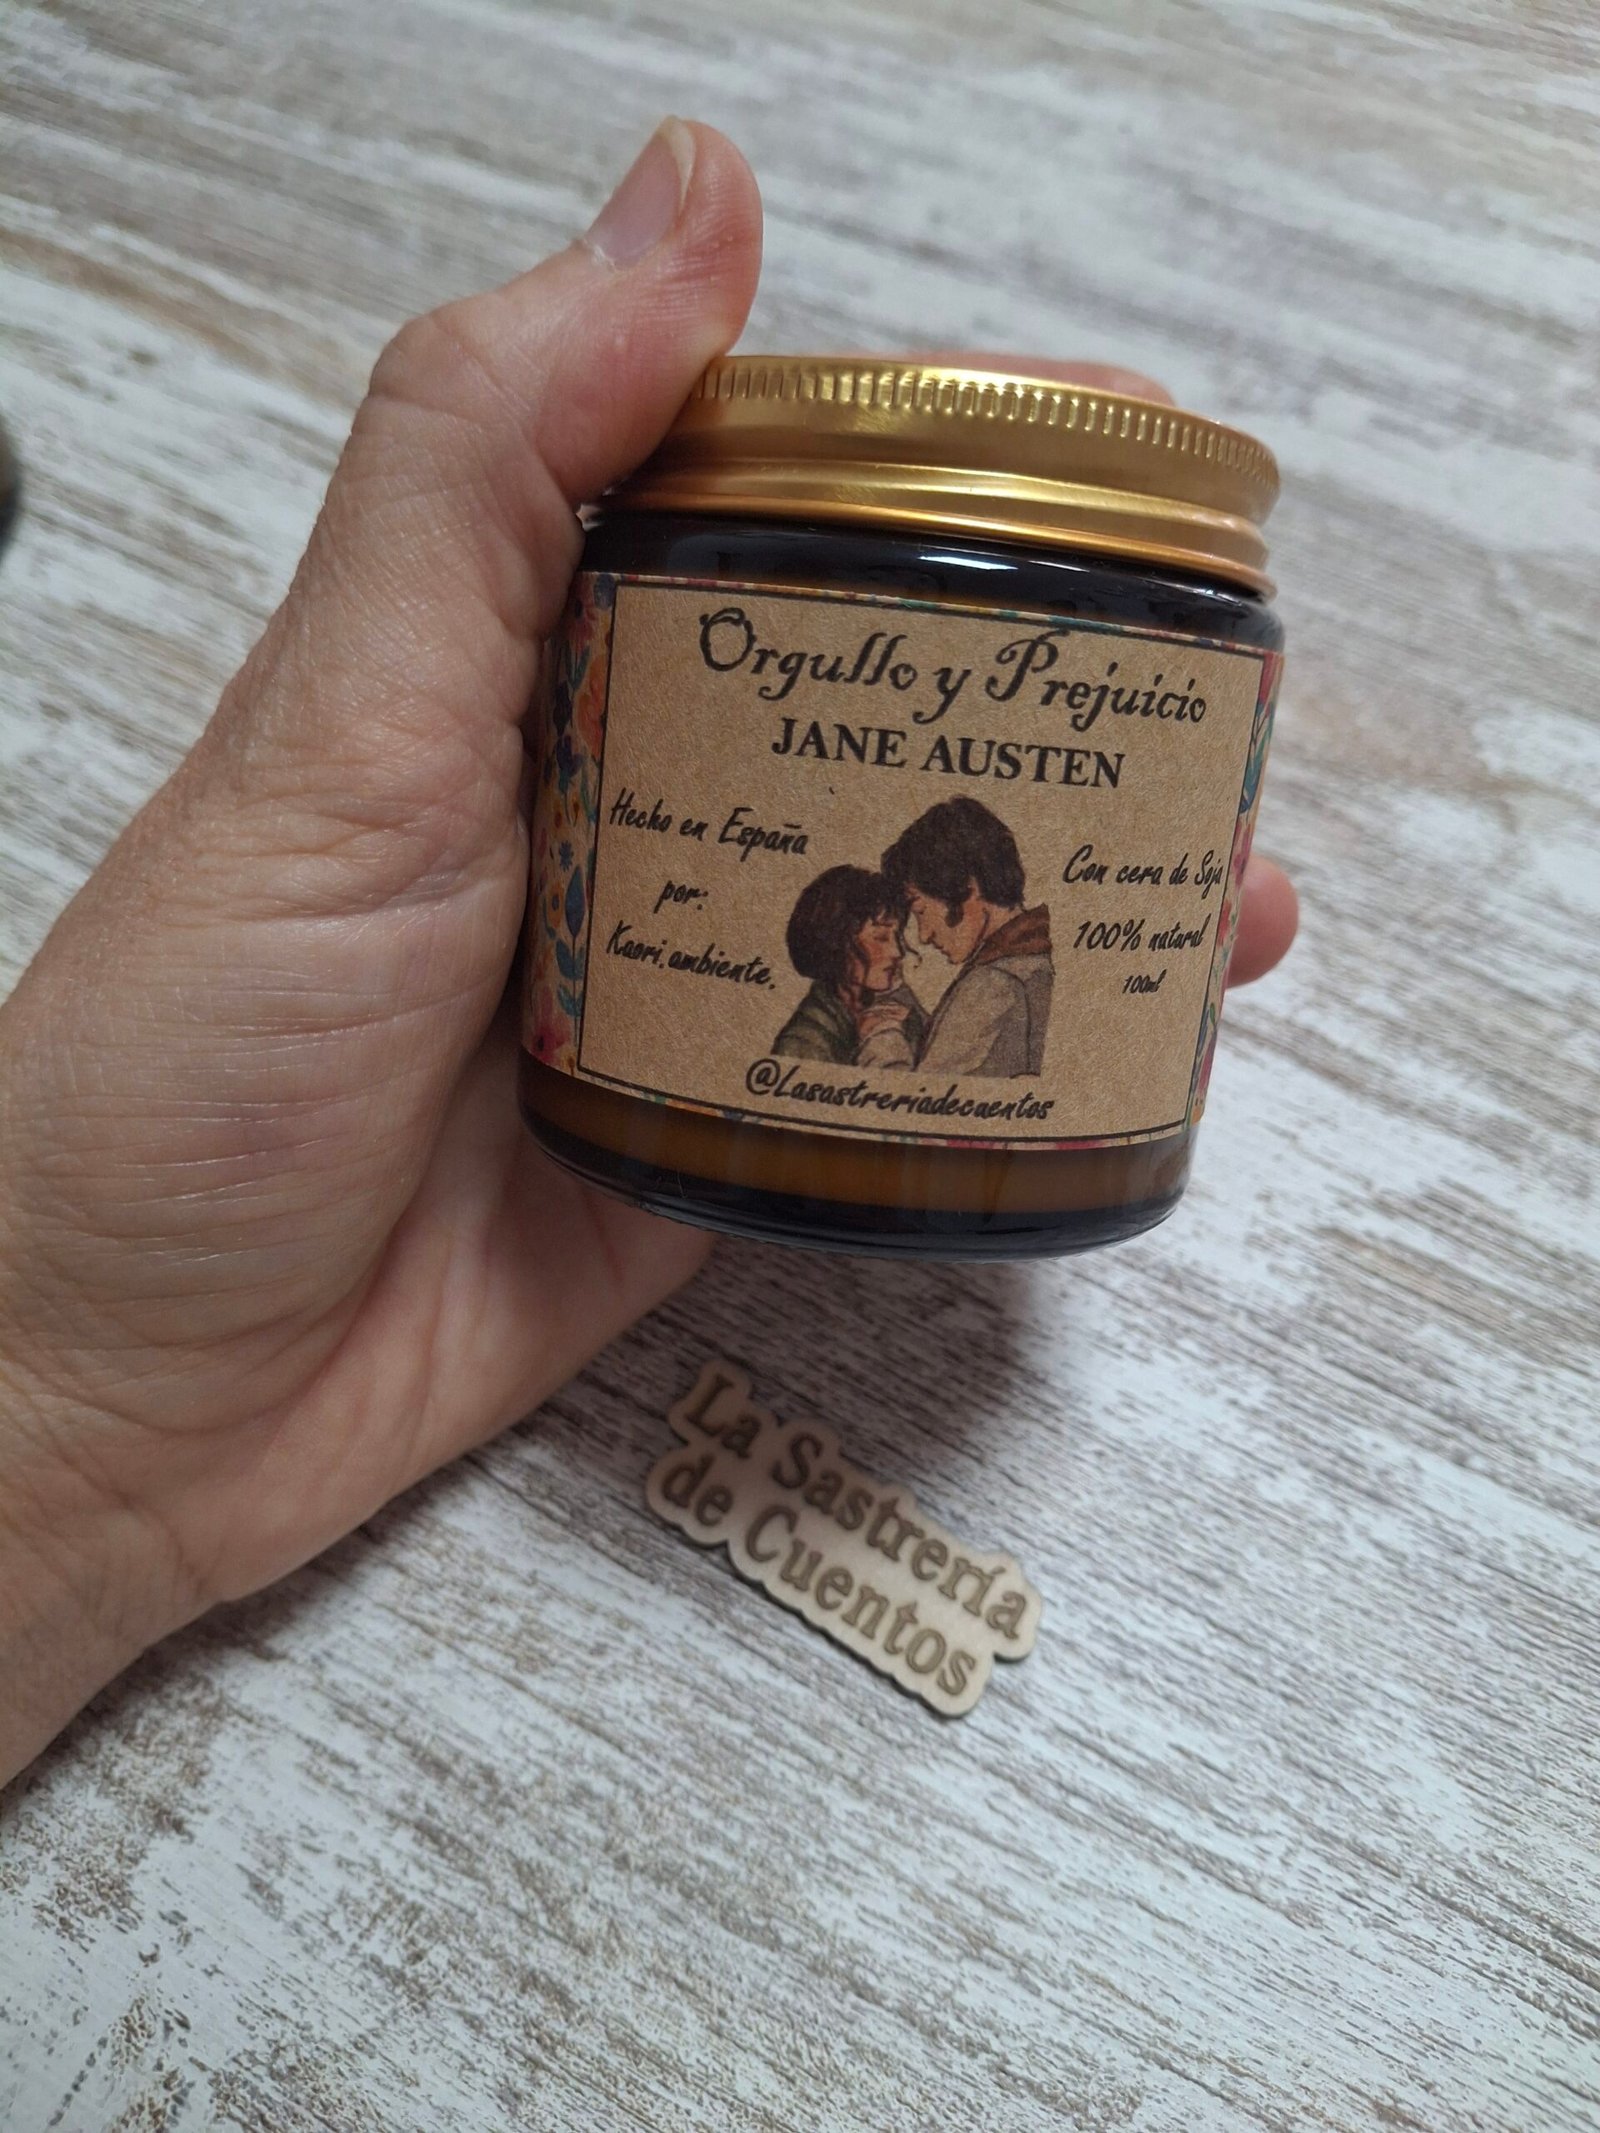 Orgullo y Prejuicio
JANE AUSTEN
Hecho en España
por:
Kaori.ambiente.
Con cera de Soja
100% natural
100ml
@Lasastreriadecuentos
La Sastrería
de Cuentos